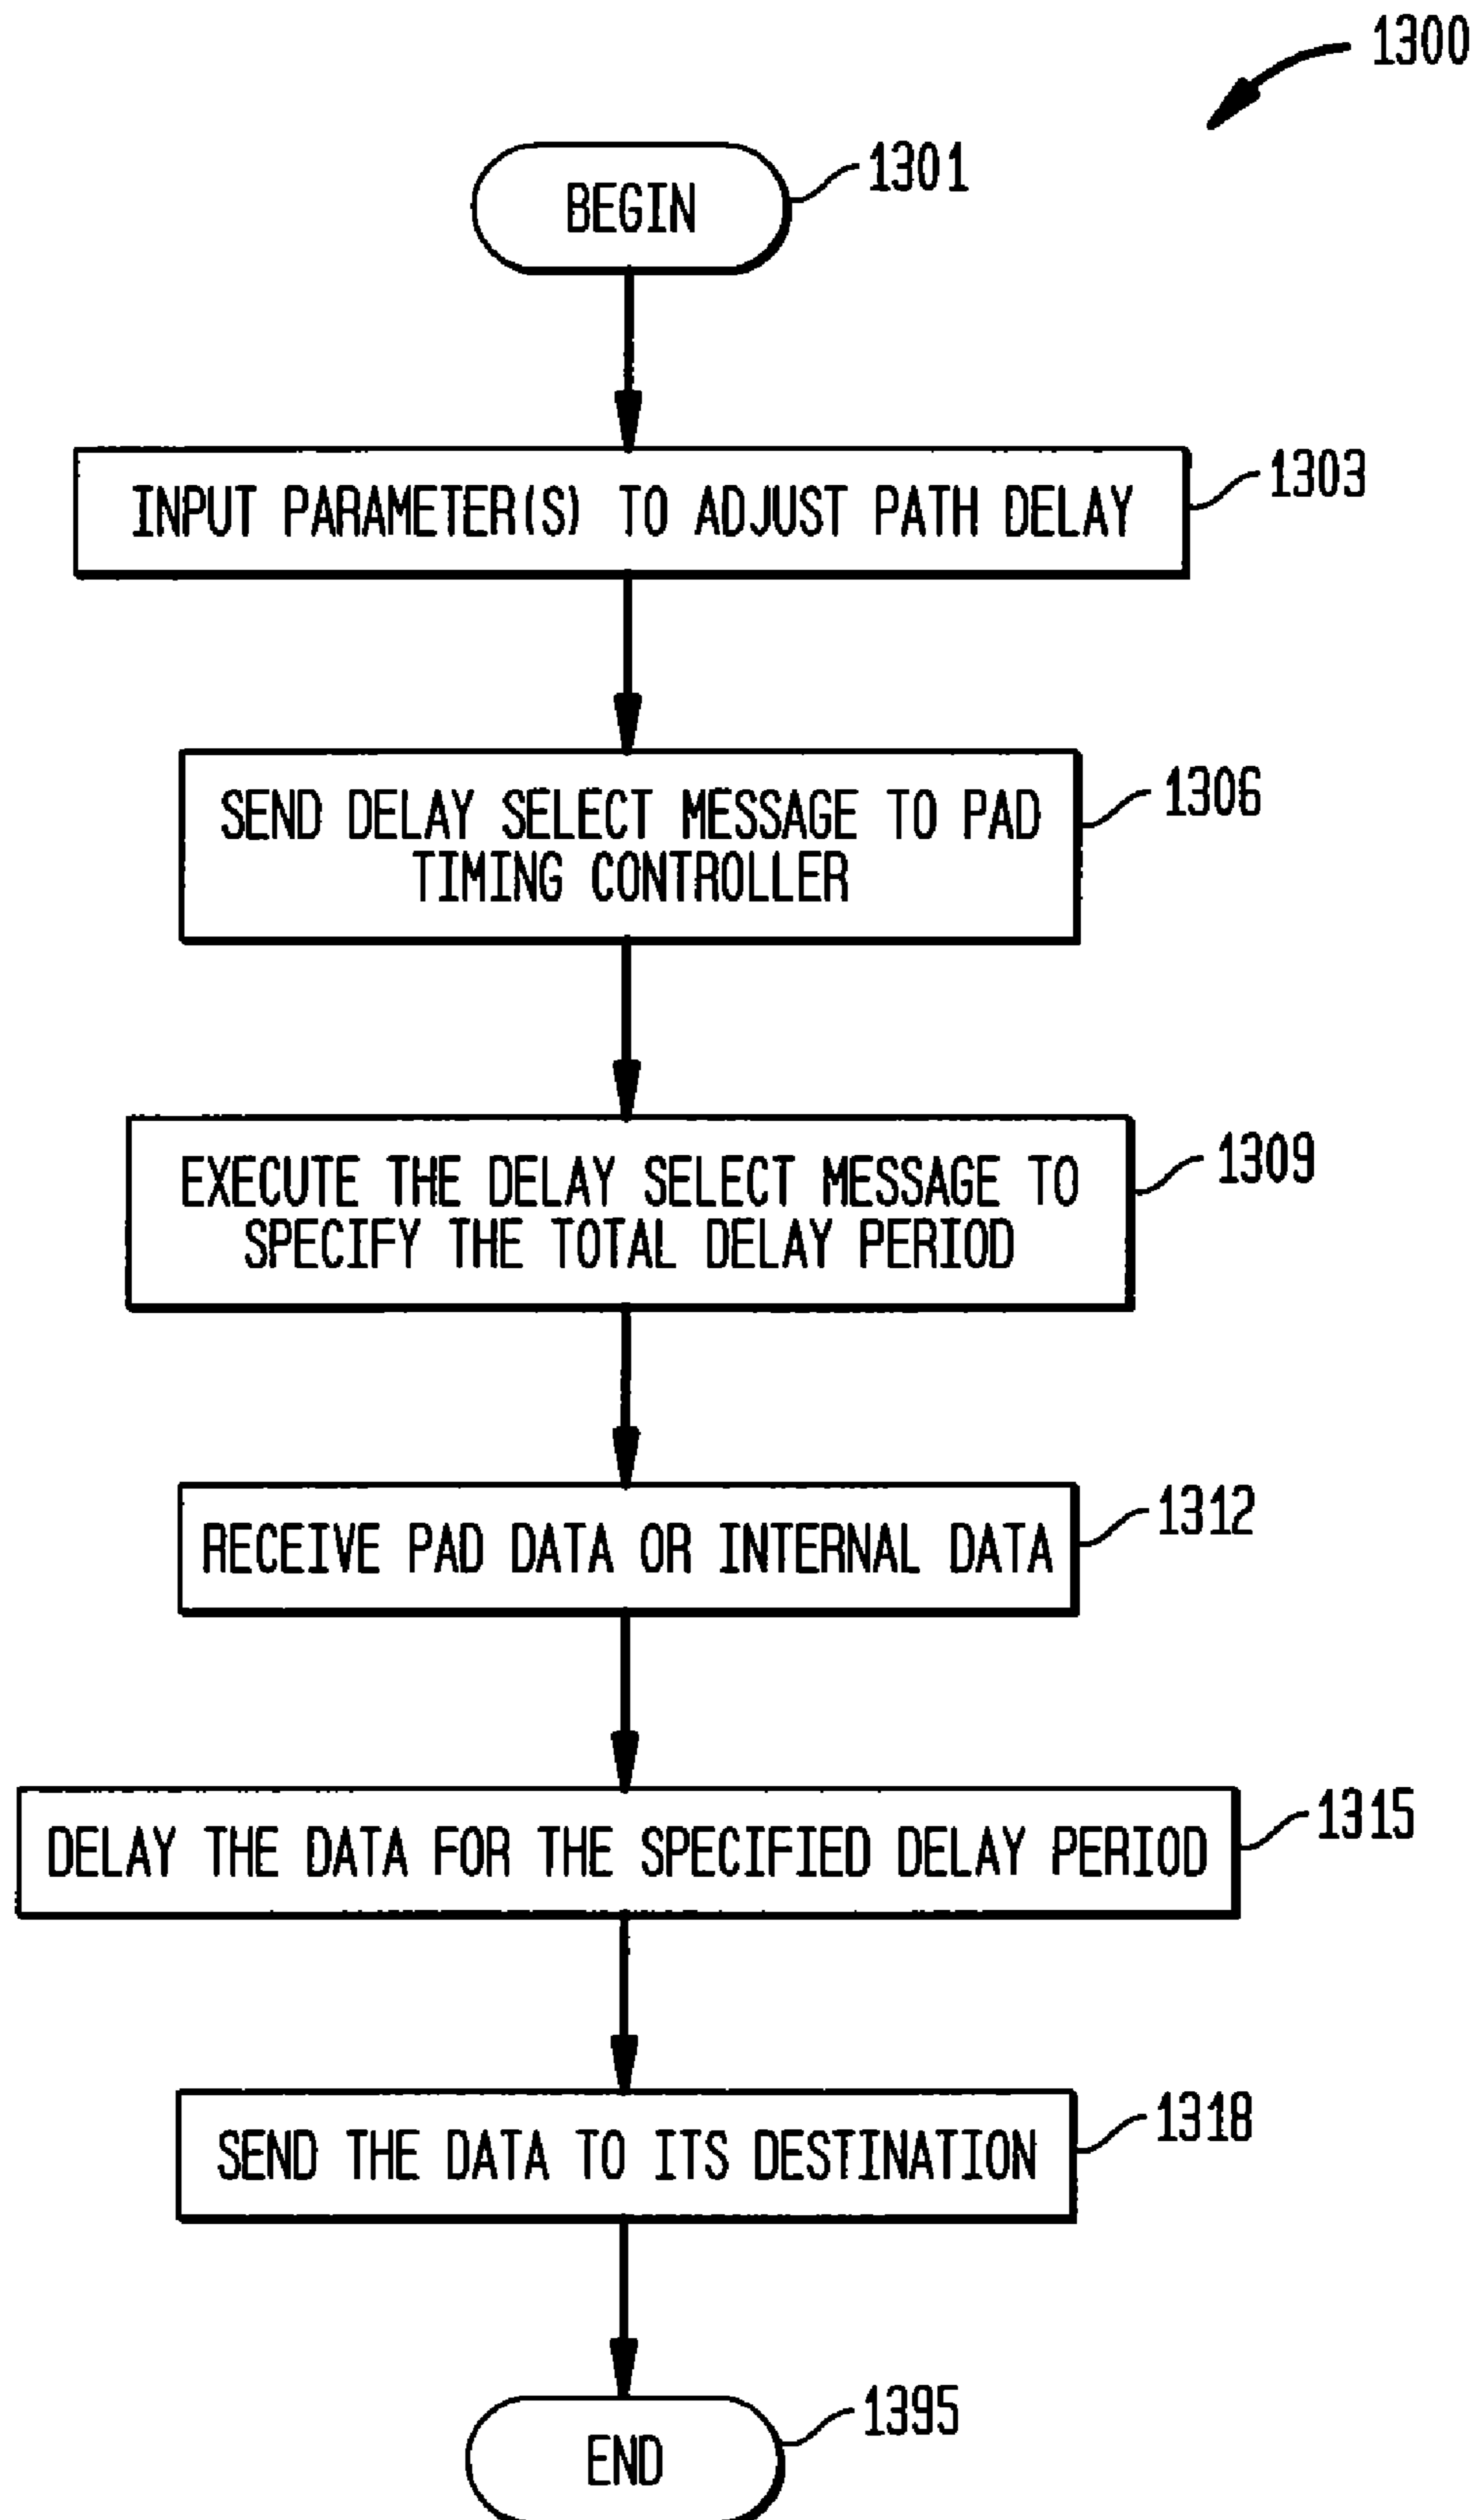 1300
BEGIN
1301
INPUT PARAMETER(S) TO ADJUST PATH DELAY
1303
SEND DELAY SELECT MESSAGE TO PAD
TIMING CONTROLLER
1306
EXECUTE THE DELAY SELECT MESSAGE TO
SPECIFY THE TOTAL DELAY PERIOD
1309
RECEIVE PAD DATA OR INTERNAL DATA
1312
DELAY THE DATA FOR THE SPECIFIED DELAY PERIOD
1315
SEND THE DATA TO ITS DESTINATION
1318
END
1395